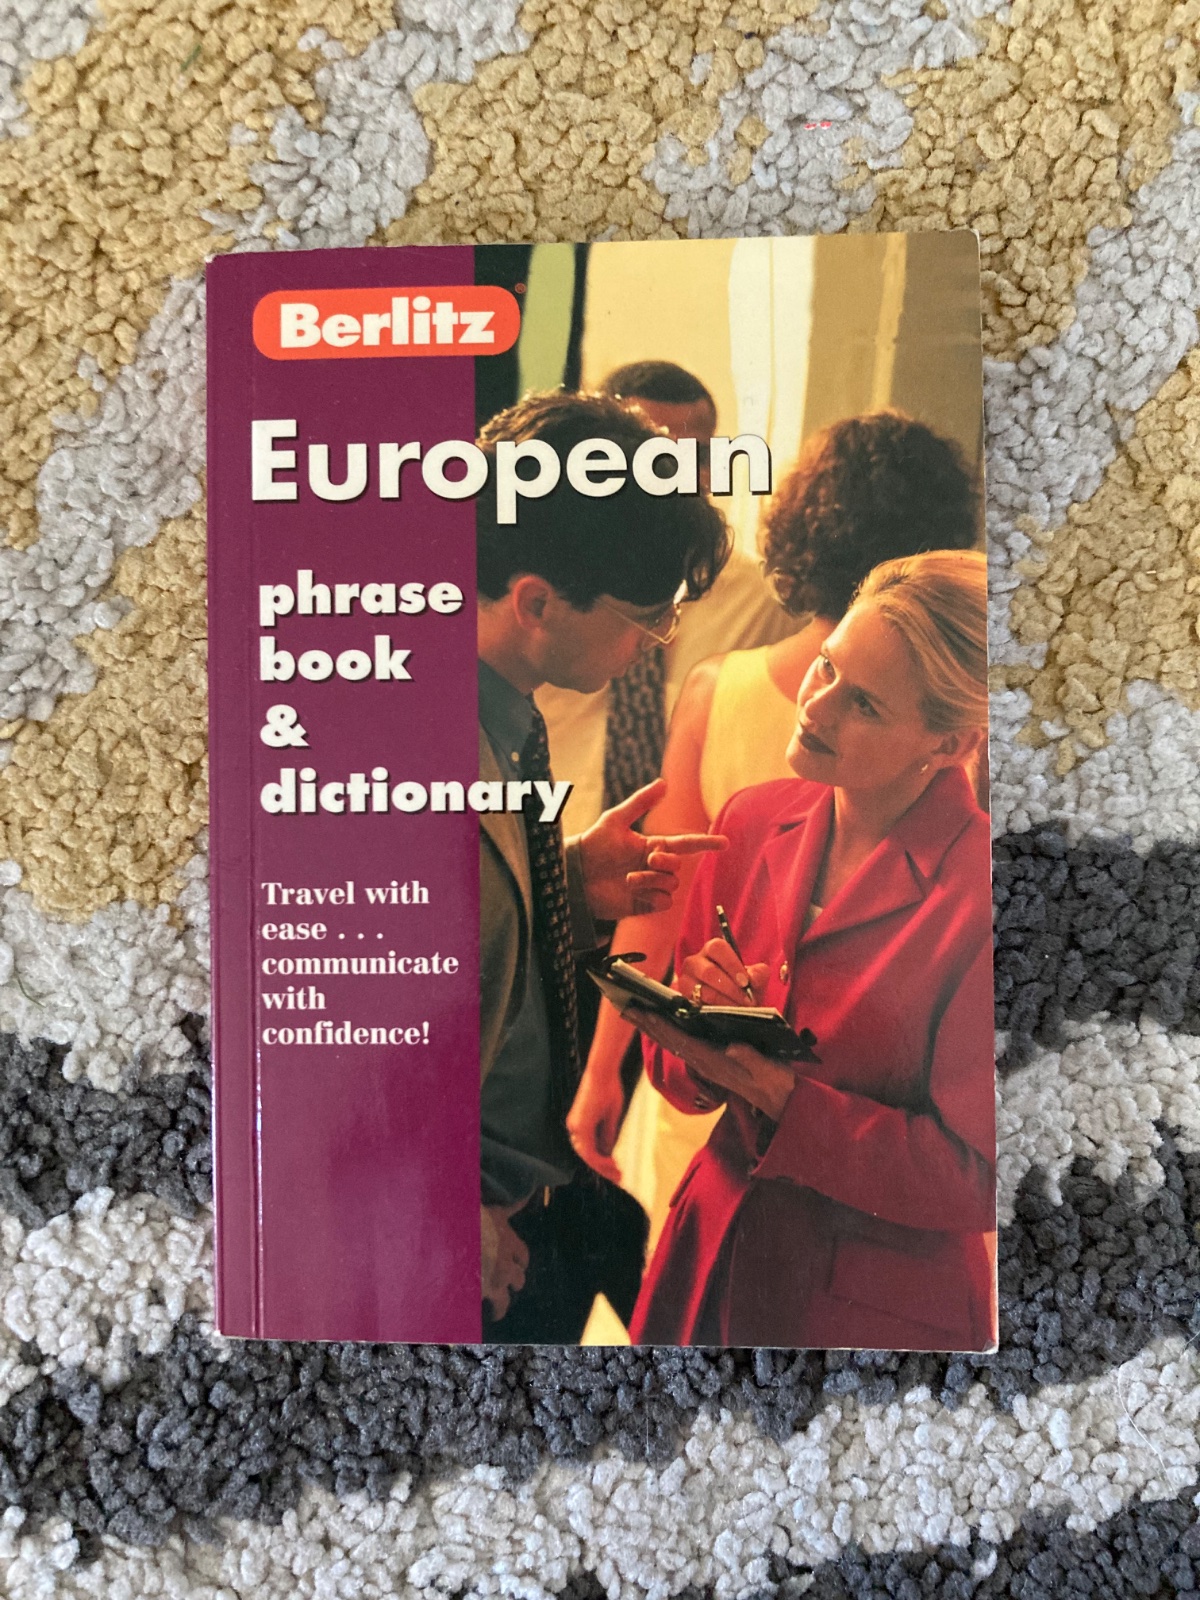 Berlitz®
European
phrase
book
&
dictionary
Travel with
ease . . .
communicate
with
confidence!